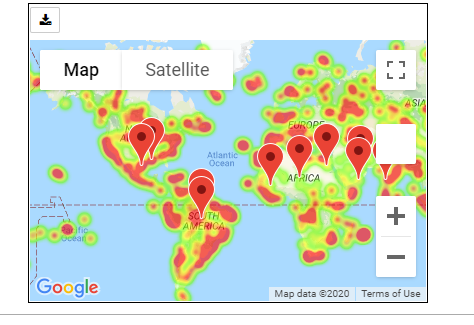 Map
Satellite
ASIA
EUROPE
Atlantic
Ocean
AFRICA
SOUTH
AMERICA
Pacific
Ocean
Google
Map data ©2020
Terms of Use